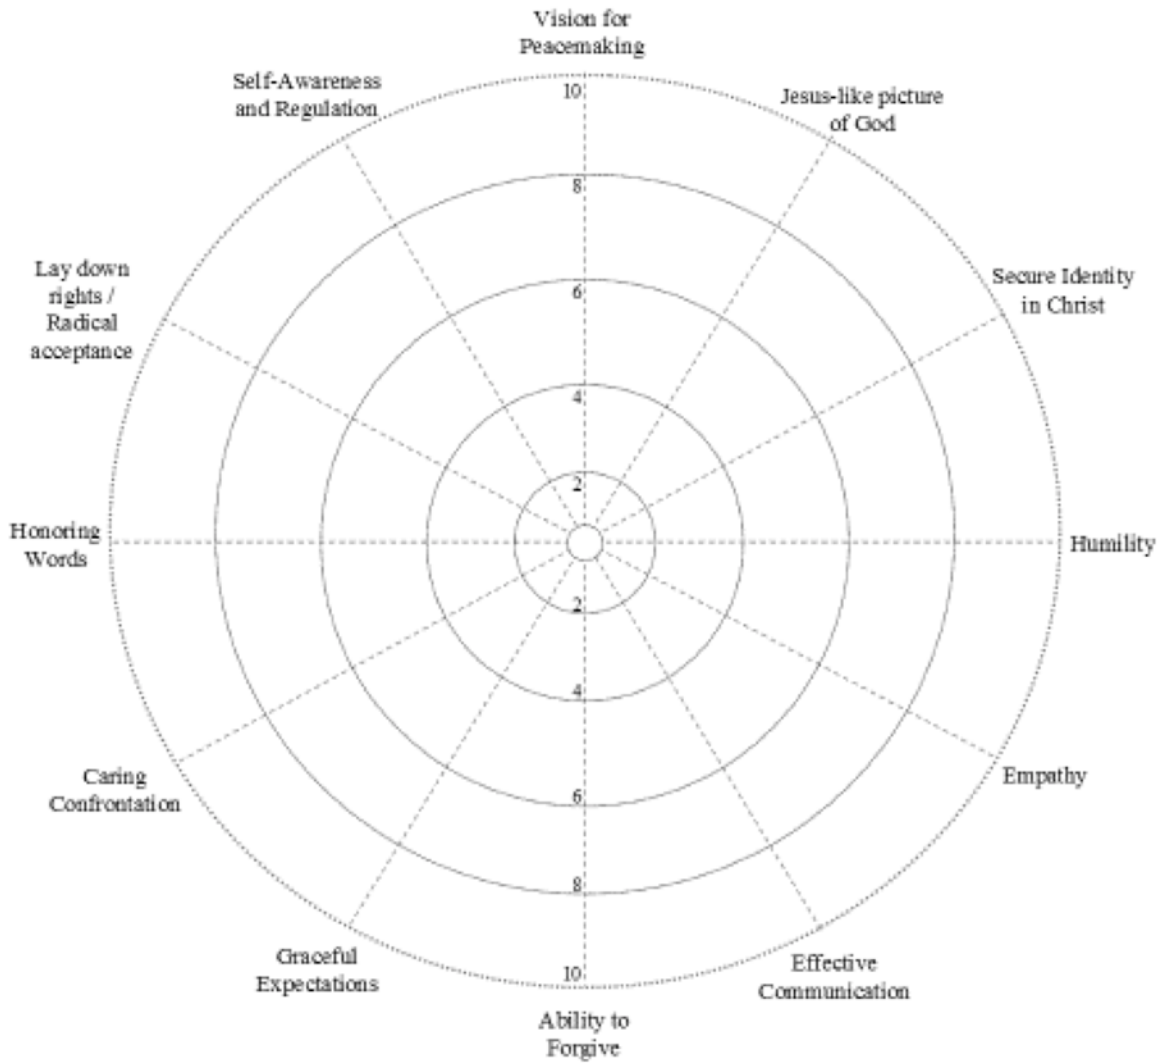 Vision for
Peacemaking
Self-Awareness
and Regulation
Jesus-like picture
of God
10
8
Lay down
rights /
Radical
acceptance
Secure Identity
in Christ
6
4
2
Honoring
Words
Humility
2
4
Caring
Confrontation
Empathy
6
8
Graceful
Expectations
Effective
Communication
10
Ability to
Forgive